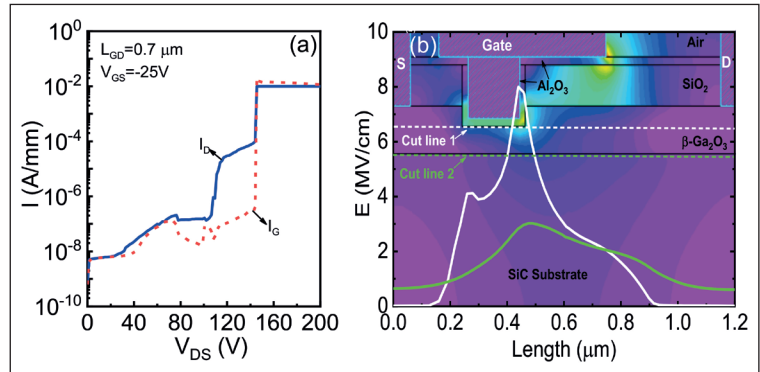 (a)
L_GD=0.7 μm
V_GS=-25V
10^0
10^-2
10^-4
10^-6
10^-8
10^-10
I (A/mm)
I_D
I_G
0 40 80 120 160 200
V_DS (V)
(b)
Gate
Air
S
D
Al₂O₃
SiO₂
Cut line 1
β-Ga₂O₃
Cut line 2
SiC Substrate
10
8
6
4
2
0
E (MV/cm)
0.0 0.2 0.4 0.6 0.8 1.0 1.2
Length (μm)